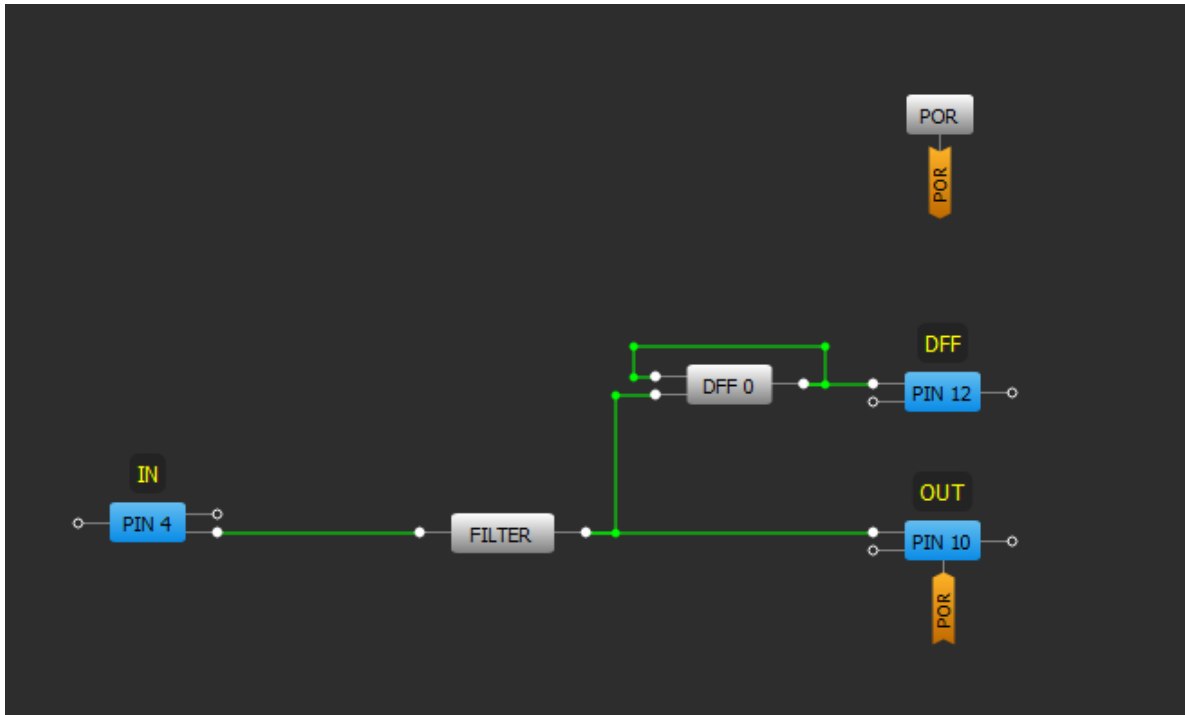 POR
POR
DFF
DFF 0
PIN 12
IN
PIN 4
FILTER
OUT
PIN 10
POR